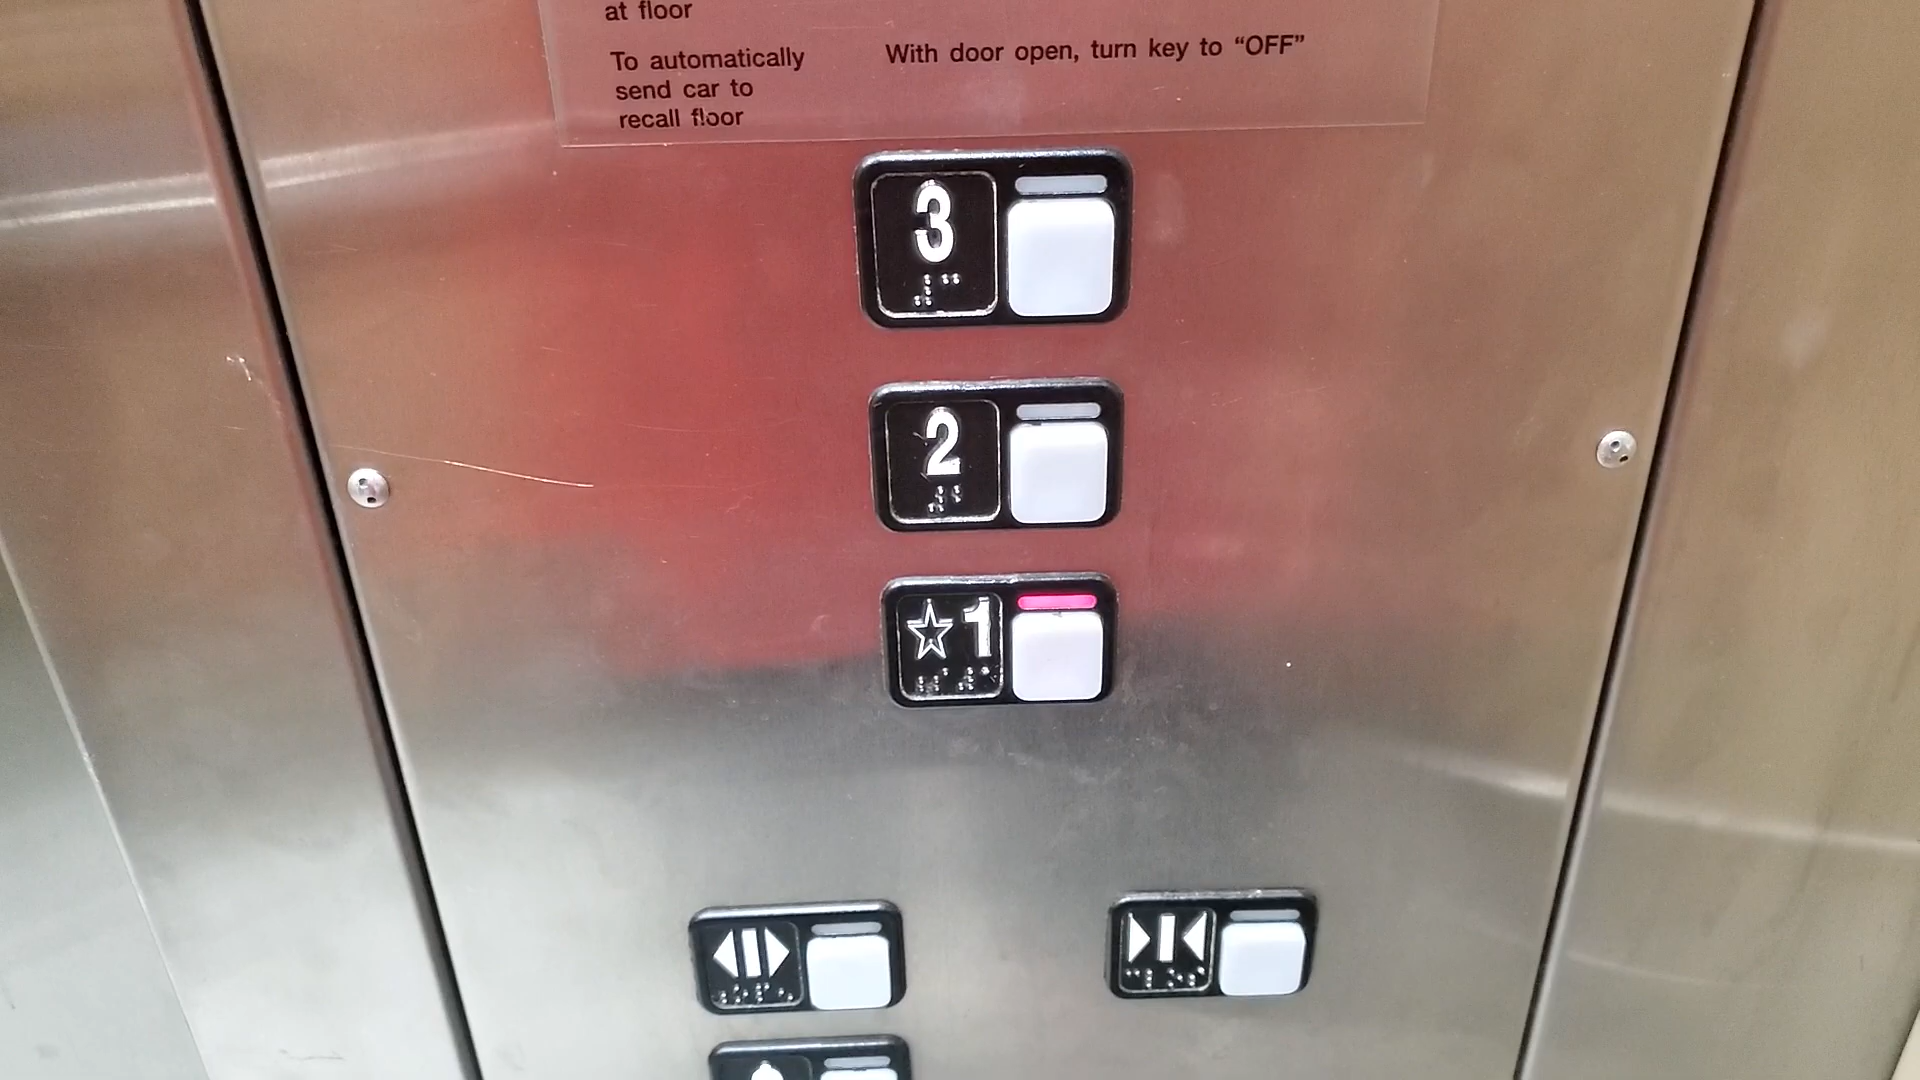 at floor
To automatically
send car to
recall floor
With door open, turn key to “OFF”
3
2
☆1